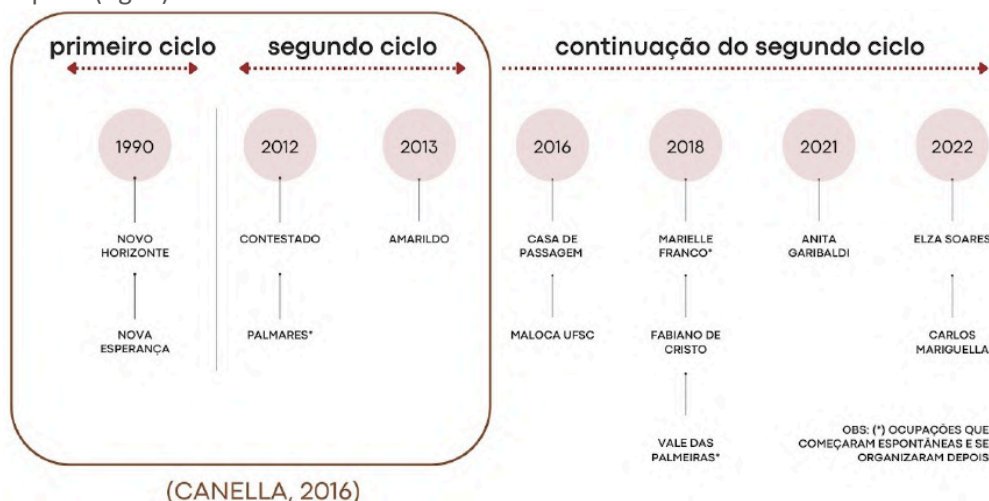 primeiro ciclo
segundo ciclo
continuação do segundo ciclo
1990
2012
2013
2016
2018
2021
2022
NOVO
HORIZONTE
CONTESTADO
AMARILDO
CASA DE
PASSAGEM
MARIELLE
FRANCO*
ANITA
GARIBALDI
ELZA SOARES
NOVA
ESPERANÇA
PALMARES*
MALOCA UFSC
FABIANO DE
CRISTO
CARLOS
MARIGUELLA
VALE DAS
PALMEIRAS*
OBS: (*) OCUPAÇÕES QUE
COMEÇARAM ESPONTÂNEAS E SE
ORGANIZARAM DEPOIS
(CANELLA, 2016)